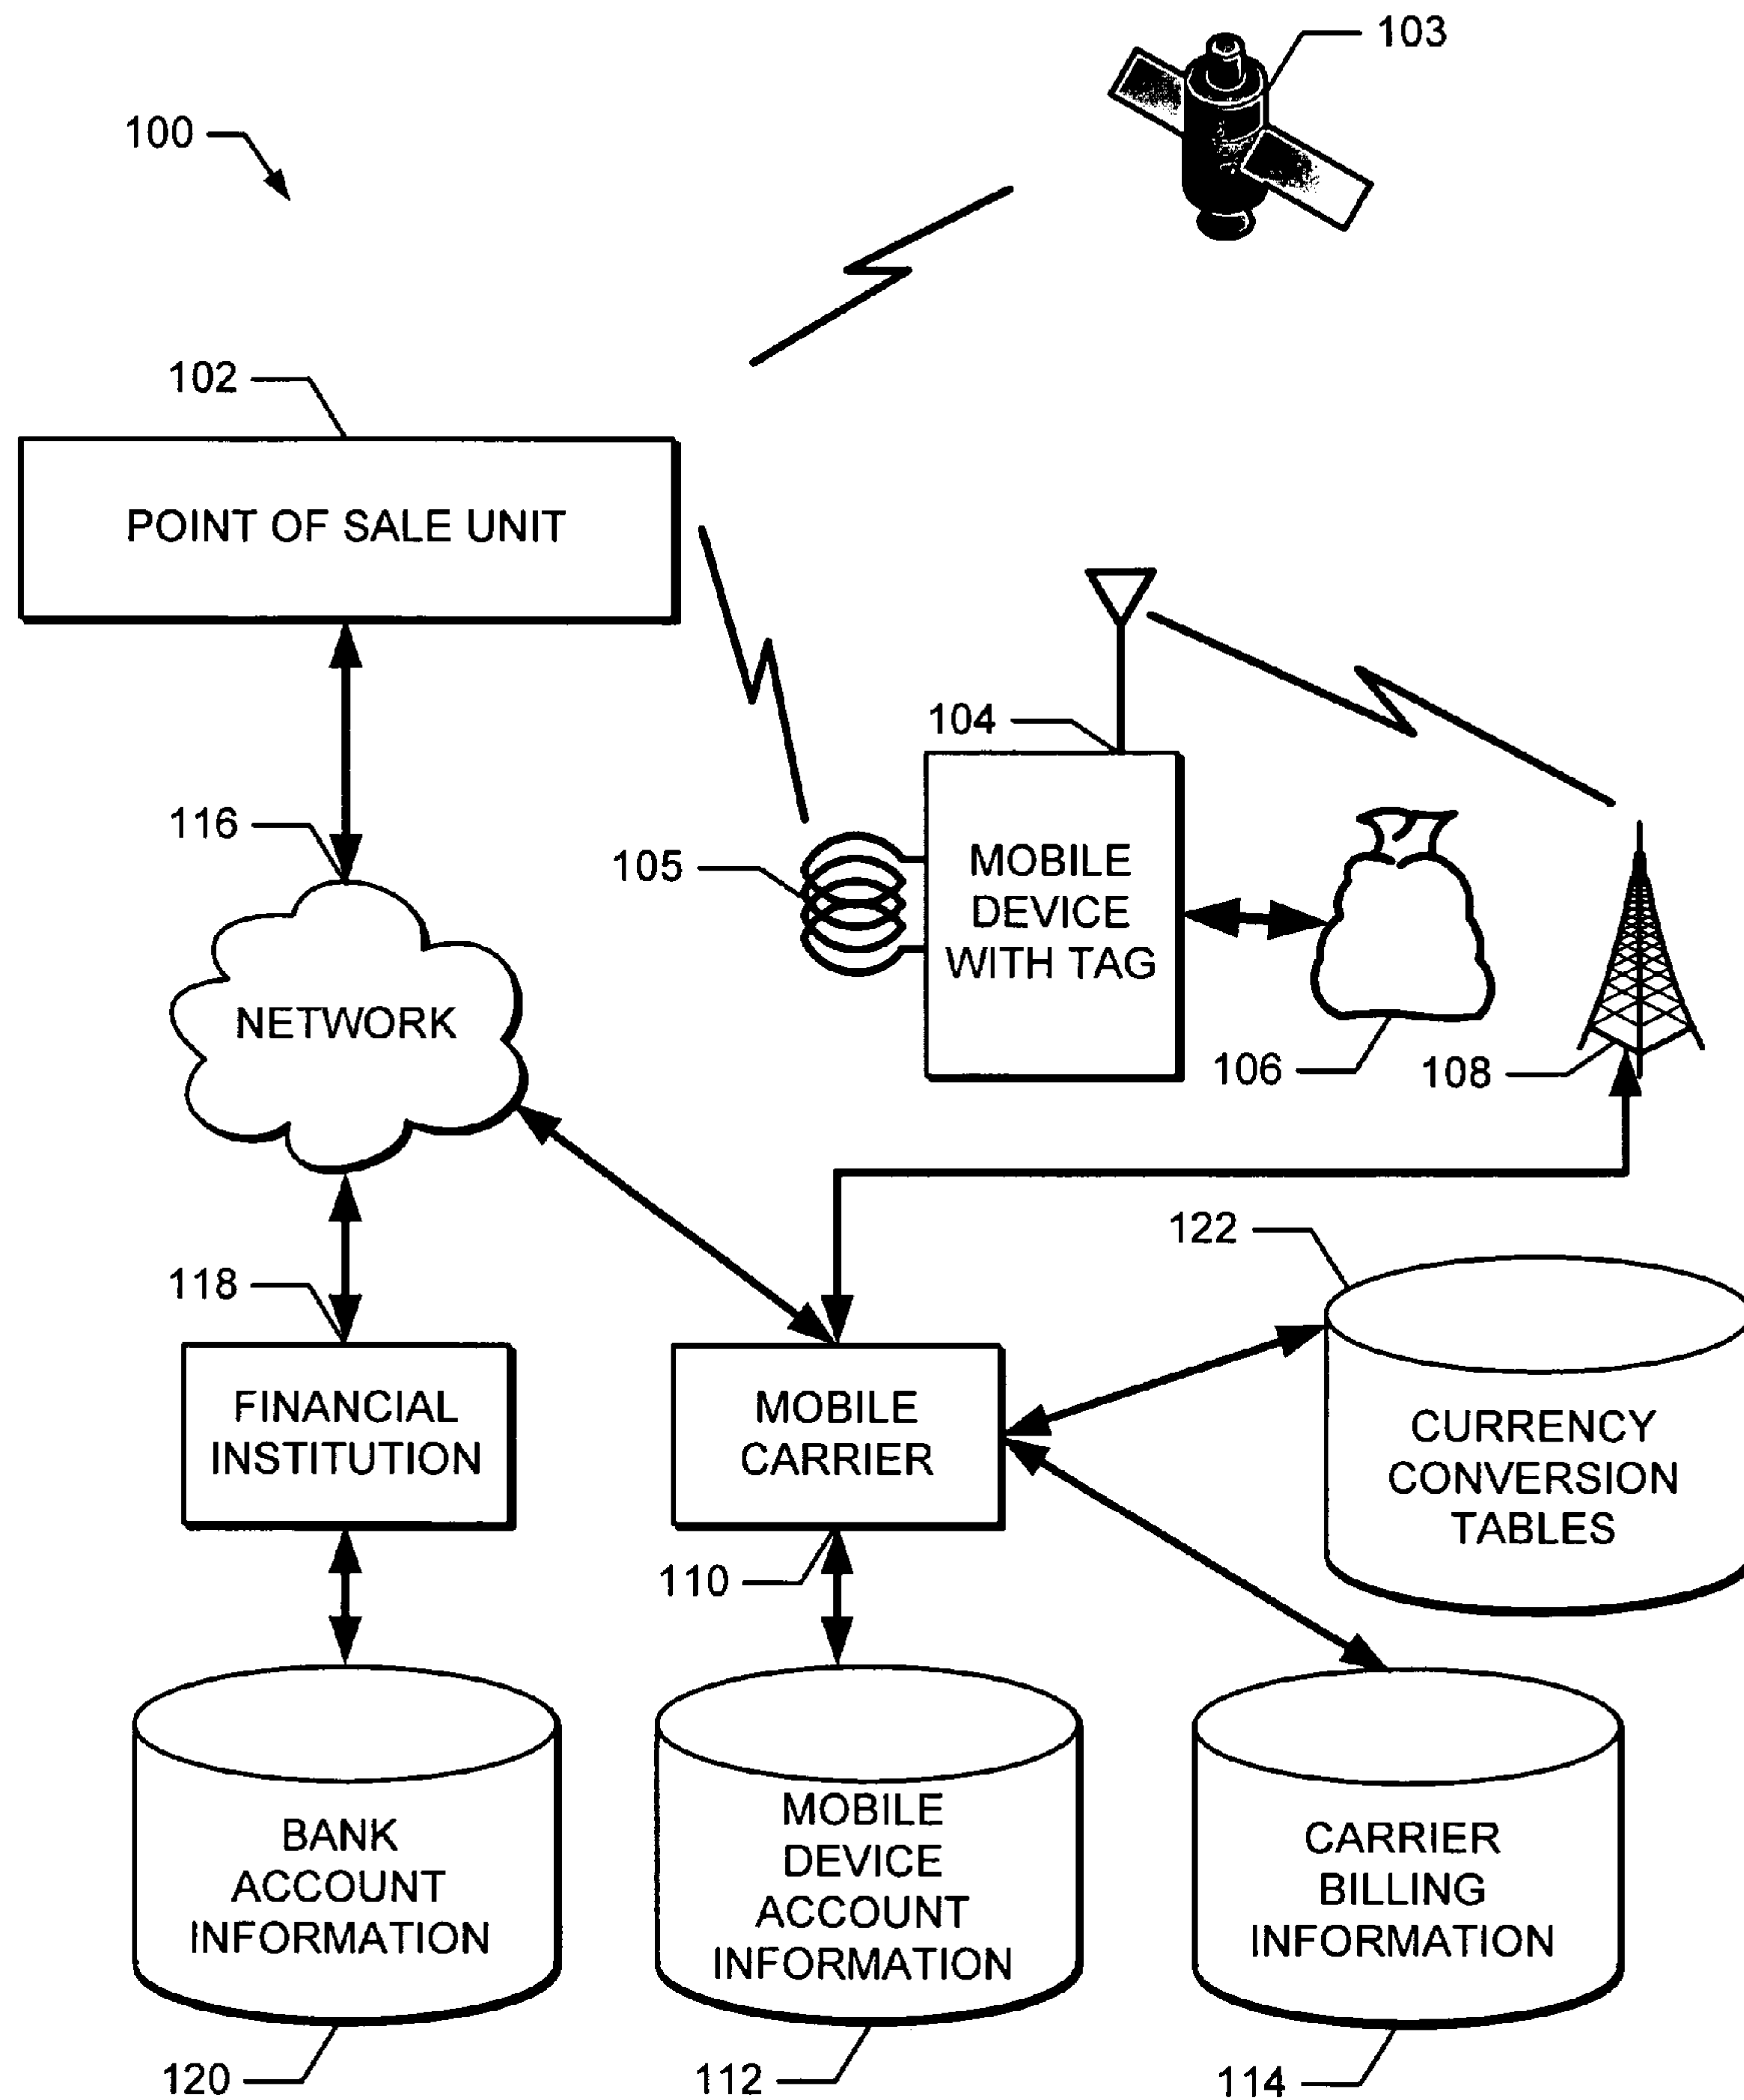 103
100
102
POINT OF SALE UNIT
104
116
105
MOBILE
DEVICE
WITH TAG
NETWORK
106
108
122
118
FINANCIAL
INSTITUTION
MOBILE
CARRIER
CURRENCY
CONVERSION
TABLES
110
BANK
ACCOUNT
INFORMATION
MOBILE
DEVICE
ACCOUNT
INFORMATION
CARRIER
BILLING
INFORMATION
120
112
114